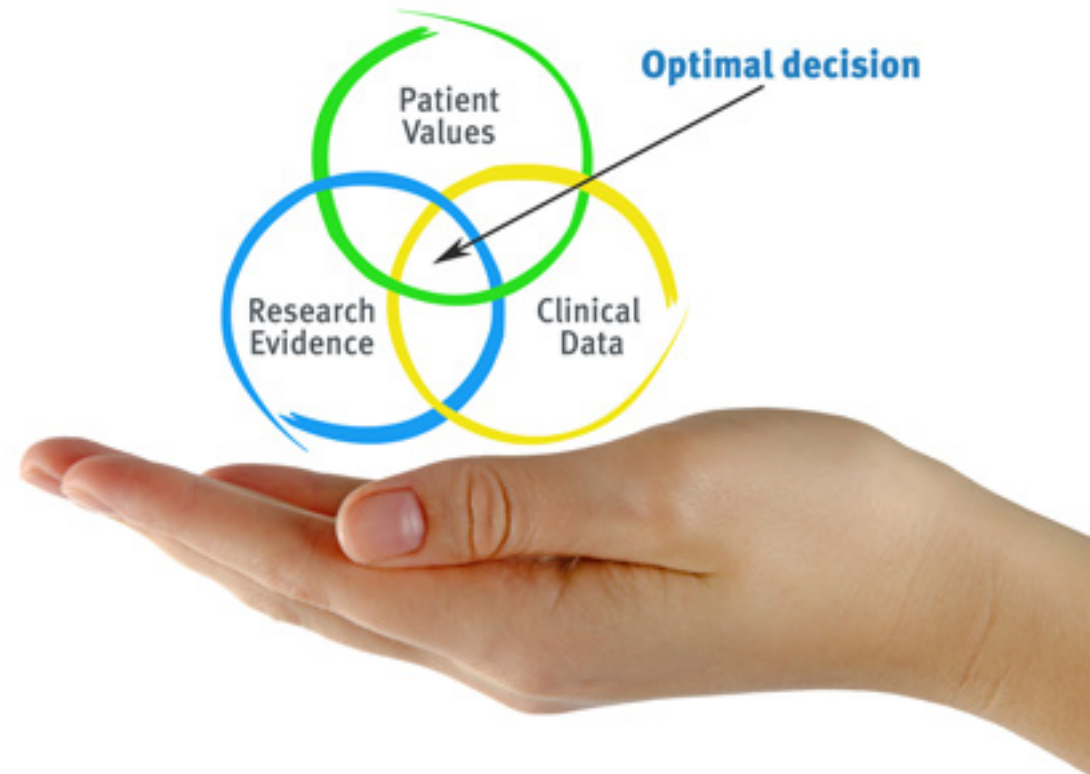 Optimal decision
Patient
Values
Research
Evidence
Clinical
Data